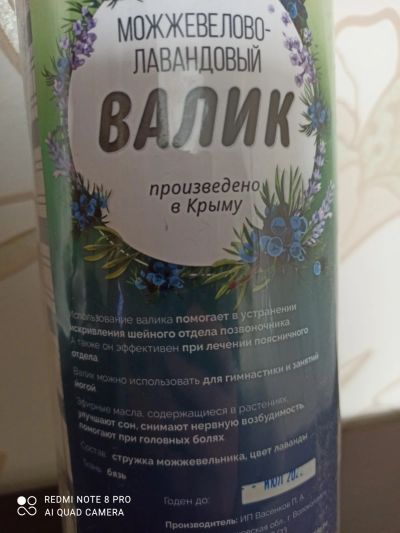 МОЖЖЕВЕЛОВО-
ЛАВАНДОВЫЙ
ВАЛИК
произведено
в Крыму
Использование валика помогает в устранении
искривления шейного отдела позвоночника.
А также он эффективен при лечении поясничного
отдела.
Валик можно использовать для гимнастики и занятий
йогой.
Эфирные масла, содержащиеся в растениях,
улучшают сон, снимают нервную возбудимость,
помогают при головных болях.
Состав: стружка можжевельника, цвет лаванды
Ткань: бязь
Годен до:
Производитель: ИП Васенков П. А.
REDMI NOTE 8 PRO
AI QUAD CAMERA